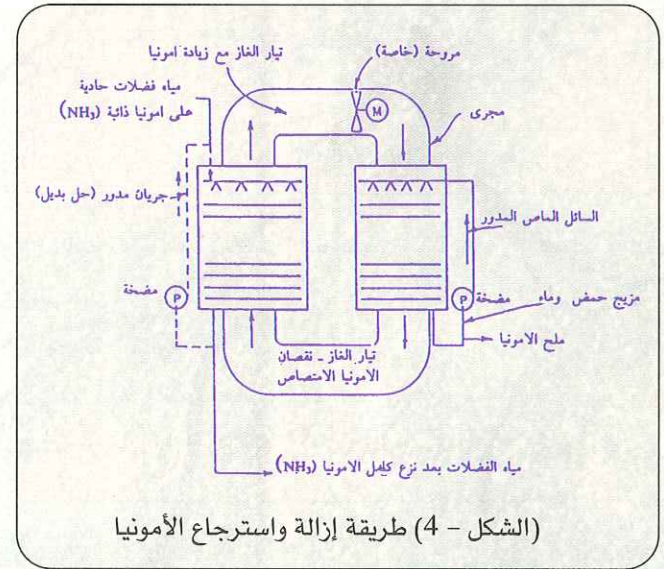 تيار الغاز مع زيادة امونيا
مروحة (خاصة)
مياه فضلات حادية
على امونيا ذائبة (NH₃)
M
مجرى
جريان مدور (حل بديل)
السائل الماص المدور
مضخة
P
P
مضخة
مزيج حمض وماء
ملح الامونيا
تيار الغاز - نقصان
الامونيا الامتصاص
مياه الفضلات بعد نزع كامل الامونيا (NH₃)
(الشكل - 4) طريقة إزالة واسترجاع الأمونيا